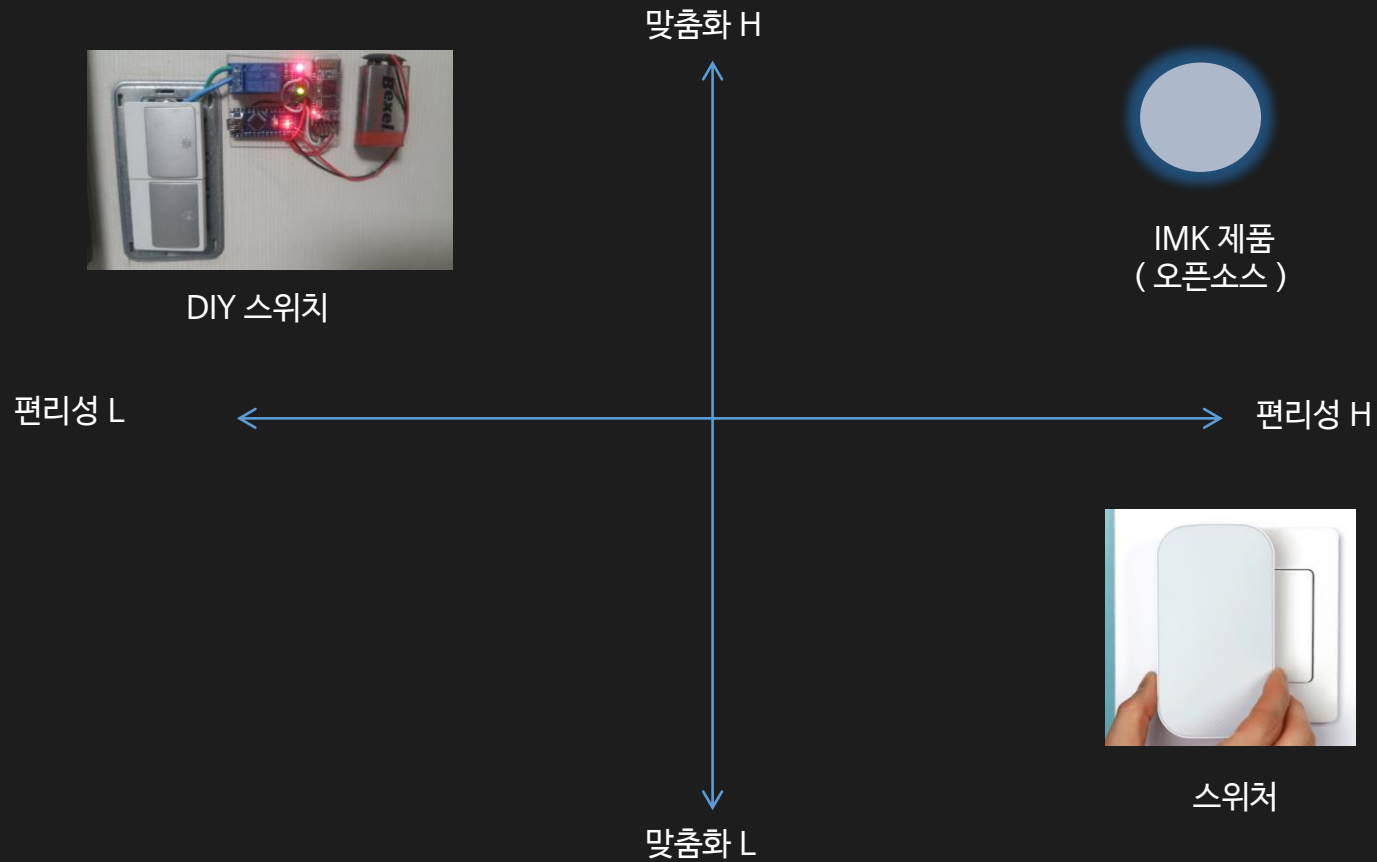 맞춤화 H
Bexel
DIY 스위치
IMK 제품
( 오픈소스 )
편리성 L
편리성 H
스위처
맞춤화 L